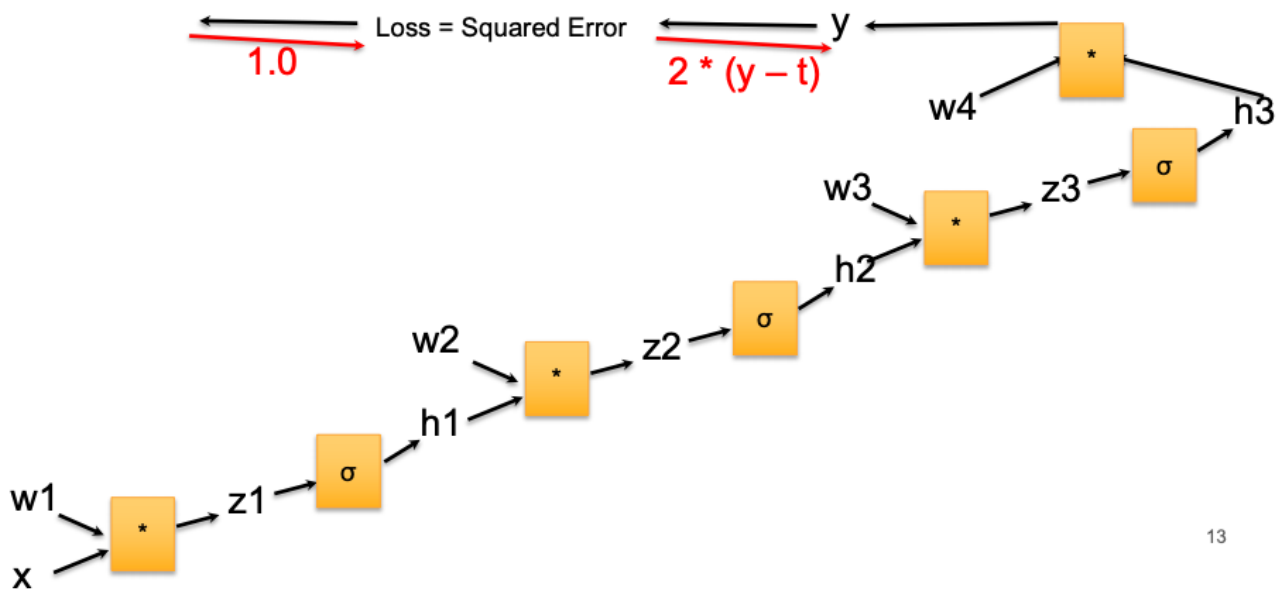 Loss = Squared Error
y
1.0
2 * (y – t)
*
w4
h3
σ
w3
z3
*
h2
σ
w2
z2
*
h1
σ
w1
z1
*
x
13